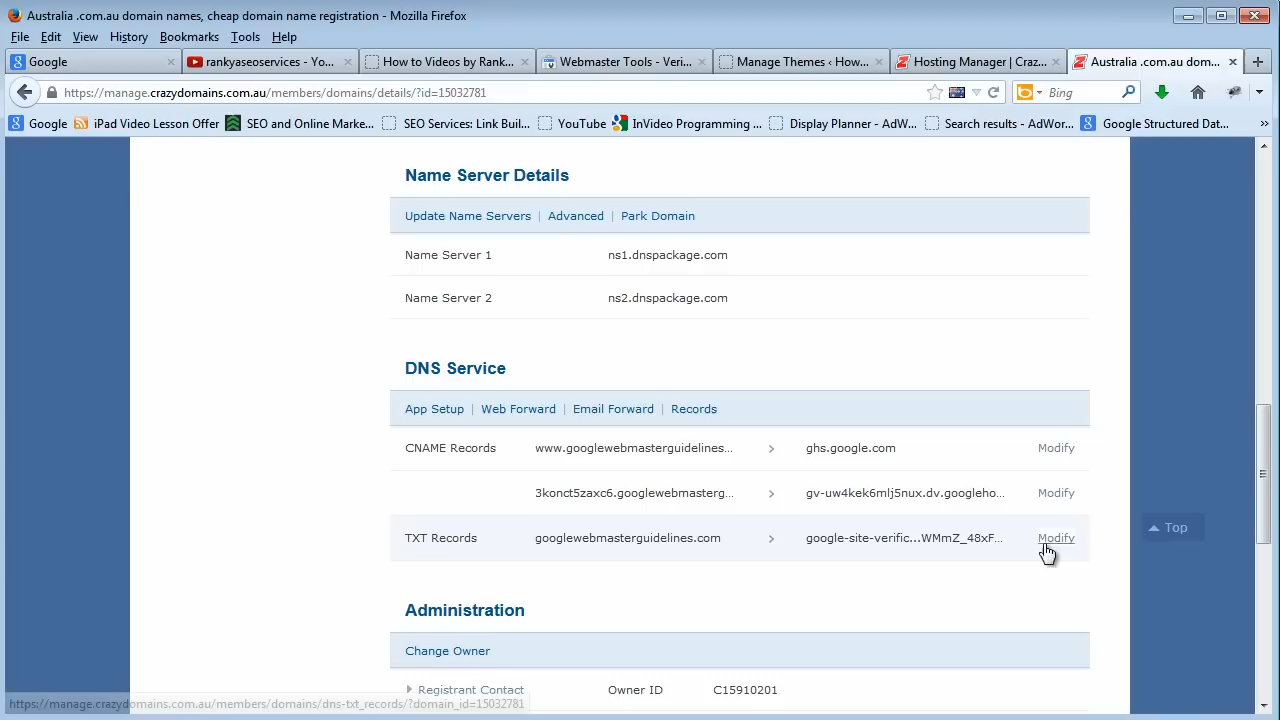 Australia .com.au domain names, cheap domain name registration - Mozilla Firefox
File Edit View History Bookmarks Tools Help
Google × rankyaseoservices - Yo... × How to Videos by Rank... × Webmaster Tools - Veri... × Manage Themes ‹ How... × Hosting Manager | Craz... × Australia .com.au dom... × +
https://manage.crazydomains.com.au/members/domains/details/?id=15032781 Bing
Google iPad Video Lesson Offer SEO and Online Marke... SEO Services: Link Buil... YouTube InVideo Programming ... Display Planner - AdW... Search results - AdWor... Google Structured Dat... »
Name Server Details
Update Name Servers | Advanced | Park Domain
Name Server 1 ns1.dnspackage.com
Name Server 2 ns2.dnspackage.com
DNS Service
App Setup | Web Forward | Email Forward | Records
CNAME Records www.googlewebmasterguidelines... > ghs.google.com Modify
3konct5zaxc6.googlewebmasterg... > gv-uw4kek6mlj5nux.dv.googleho... Modify
TXT Records googlewebmasterguidelines.com > google-site-verific...WMmZ_48xF... Modify
Top
Administration
Change Owner
Registrant Contact Owner ID C15910201
https://manage.crazydomains.com.au/members/domains/dns-txt_records/?domain_id=15032781